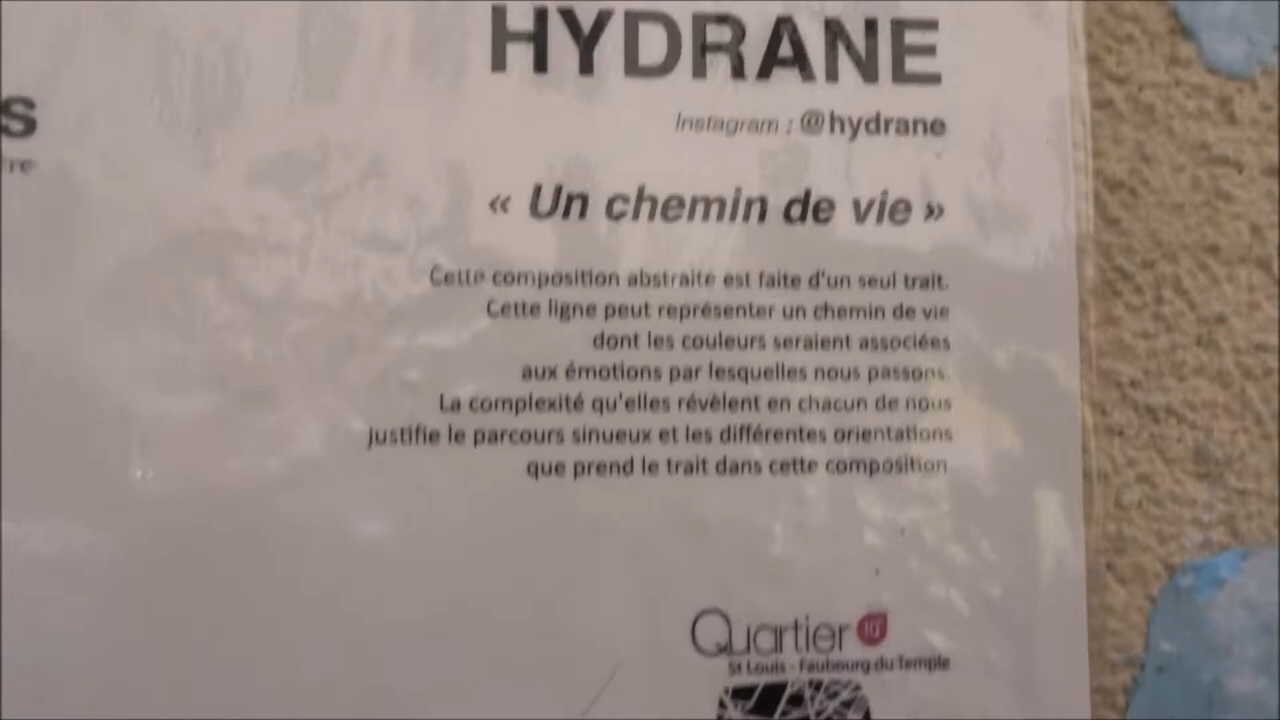 HYDRANE
s
Instagram : @hydrane
tre
« Un chemin de vie »
Cette composition abstraite est faite d'un seul trait.
Cette ligne peut représenter un chemin de vie
dont les couleurs seraient associées
aux émotions par lesquelles nous passons.
La complexité qu'elles révèlent en chacun de nous
justifie le parcours sinueux et les différentes orientations
que prend le trait dans cette composition
Quartier 10
St Louis - Faubourg du Temple